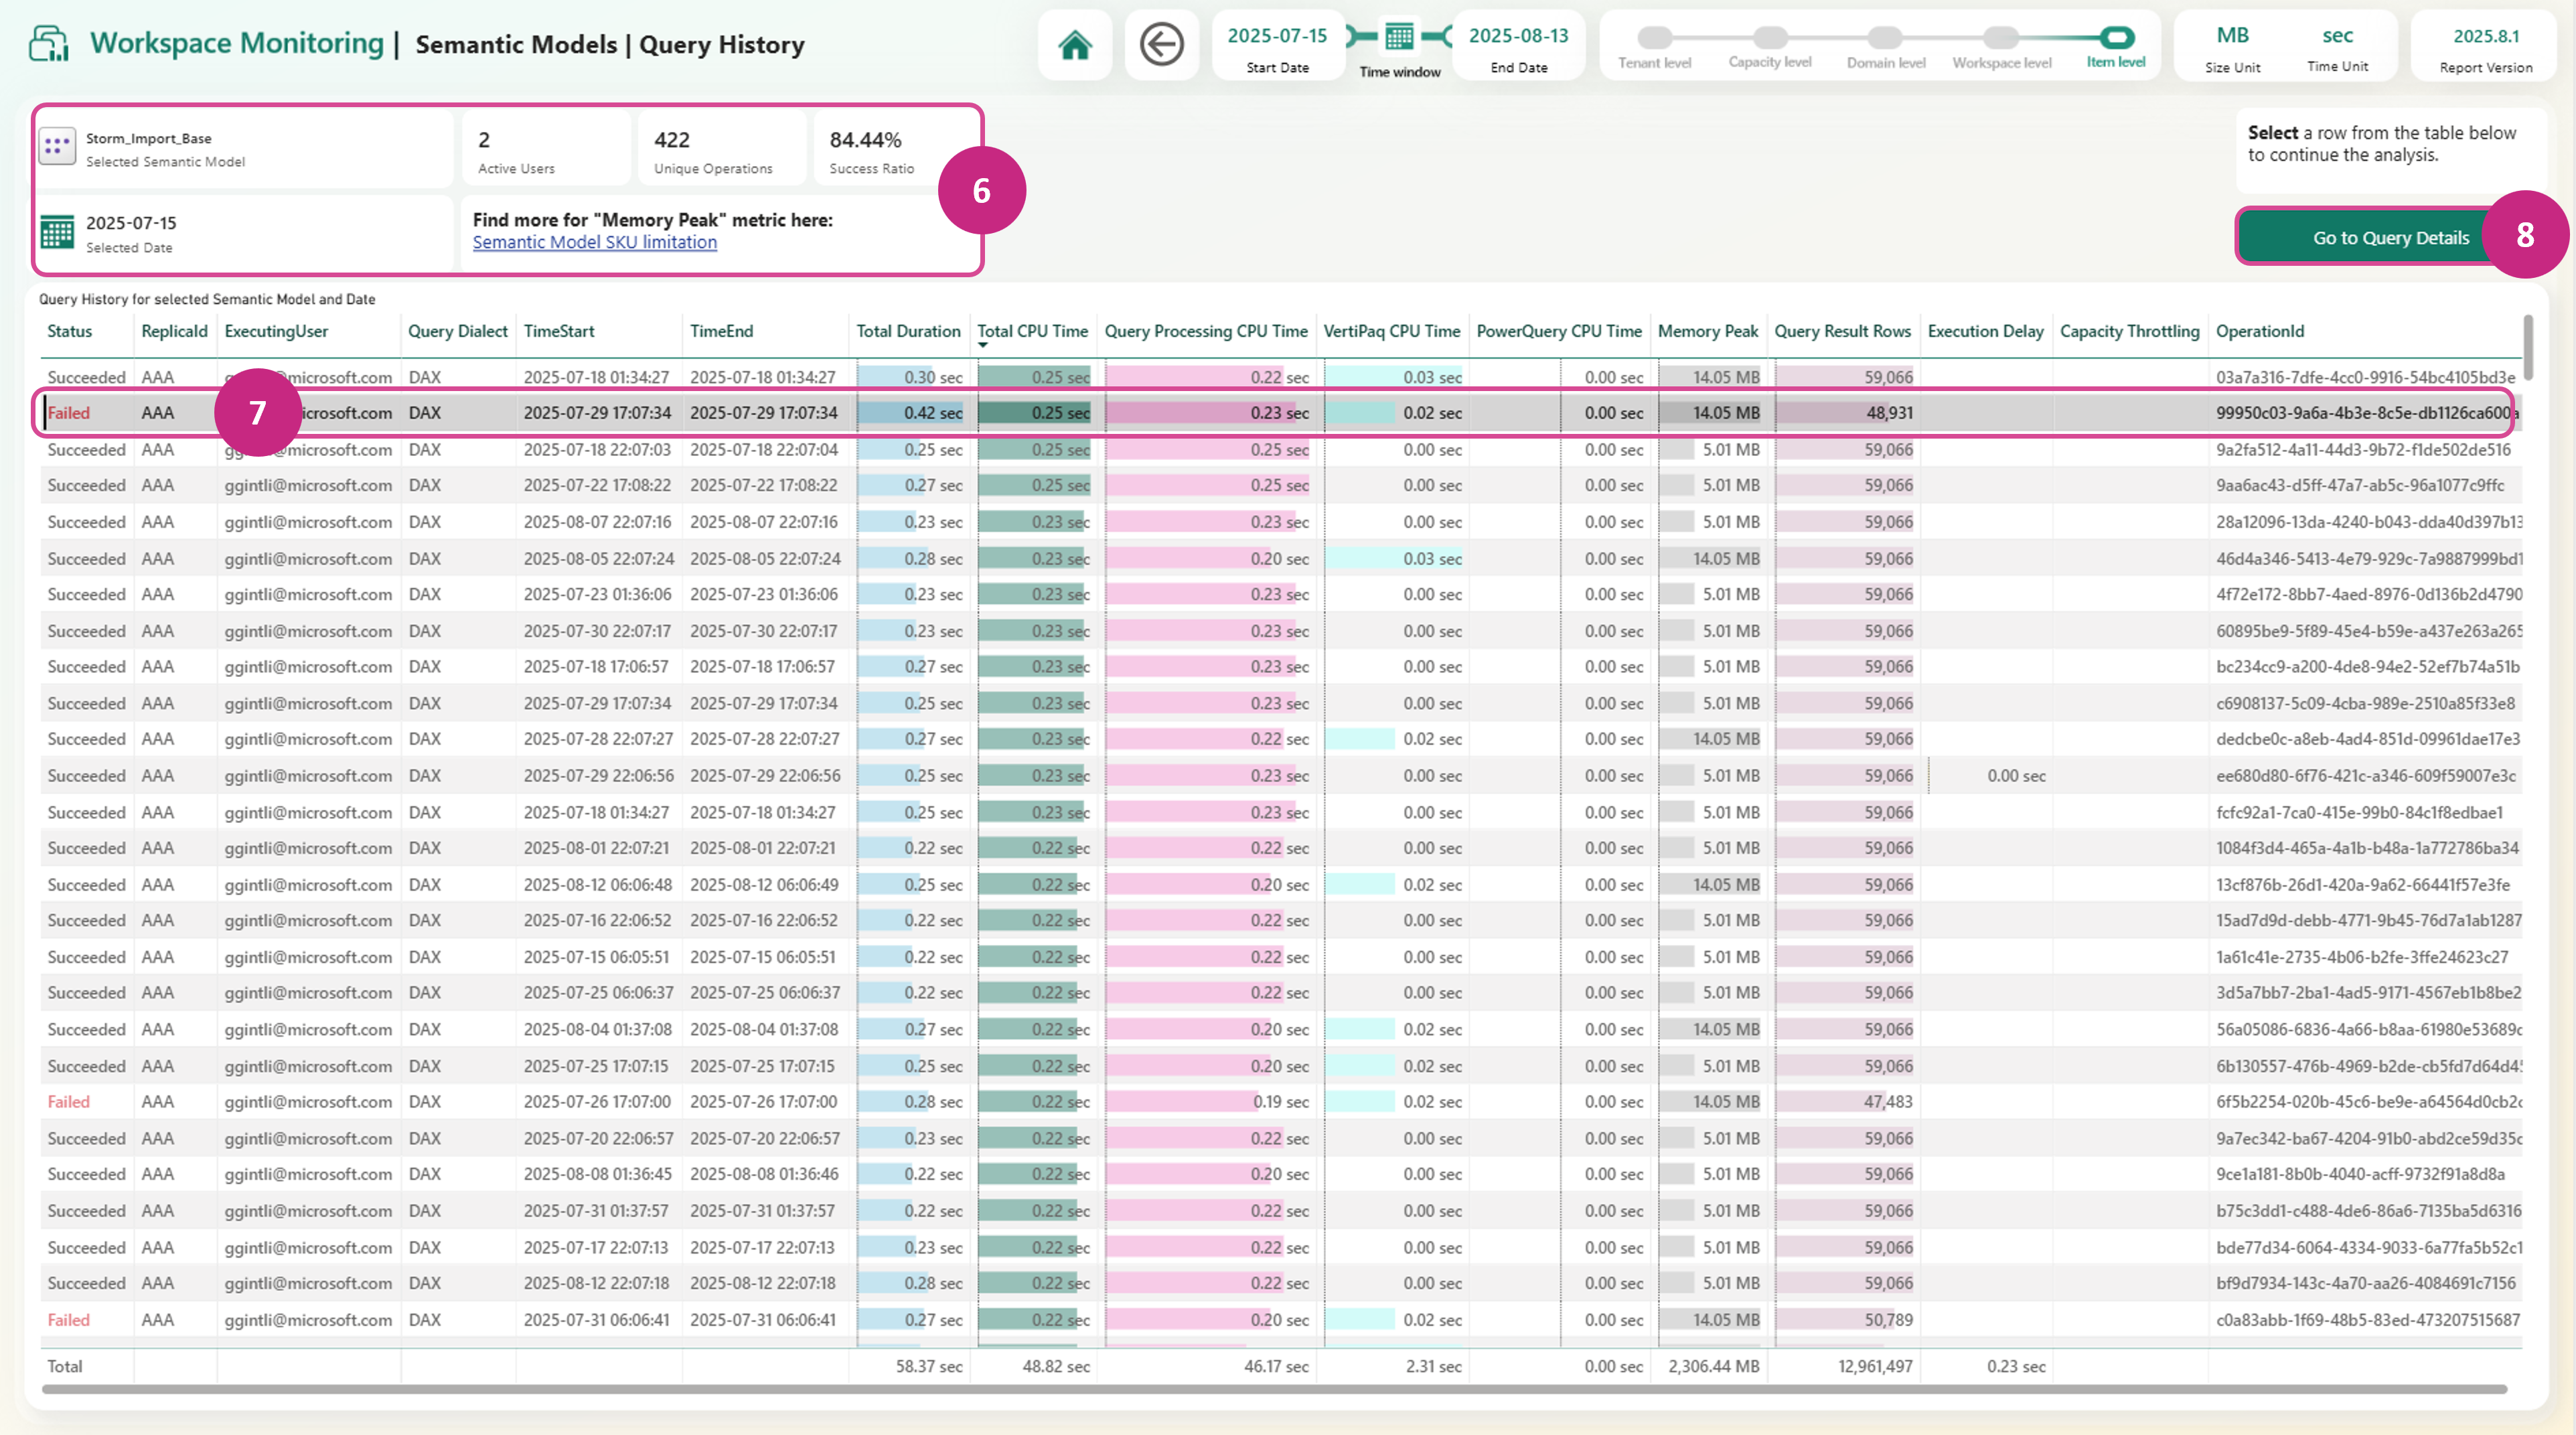 Workspace Monitoring | Semantic Models | Query History
2025-07-15 Start Date
Time window
2025-08-13 End Date
Tenant level Capacity level Domain level Workspace level Item level
MB Size Unit
sec Time Unit
2025.8.1 Report Version
Storm_Import_Base
Selected Semantic Model
2
Active Users
422
Unique Operations
84.44%
Success Ratio
6
2025-07-15
Selected Date
Find more for "Memory Peak" metric here:
Semantic Model SKU limitation
Select a row from the table below
to continue the analysis.
Go to Query Details
8
Query History for selected Semantic Model and Date
Status ReplicaId ExecutingUser Query Dialect TimeStart TimeEnd Total Duration Total CPU Time Query Processing CPU Time VertiPaq CPU Time PowerQuery CPU Time Memory Peak Query Result Rows Execution Delay Capacity Throttling OperationId
Succeeded AAA @microsoft.com DAX 2025-07-18 01:34:27 2025-07-18 01:34:27 0.30 sec 0.25 sec 0.22 sec 0.03 sec 0.00 sec 14.05 MB 59,066 03a7a316-7dfe-4cc0-9916-54bc4105bd3e
Failed AAA 7 icrosoft.com DAX 2025-07-29 17:07:34 2025-07-29 17:07:34 0.42 sec 0.25 sec 0.23 sec 0.02 sec 0.00 sec 14.05 MB 48,931 99950c03-9a6a-4b3e-8c5e-db1126ca600a
Succeeded AAA @microsoft.com DAX 2025-07-18 22:07:03 2025-07-18 22:07:04 0.25 sec 0.25 sec 0.25 sec 0.00 sec 0.00 sec 5.01 MB 59,066 9a2fa512-4a11-44d3-9b72-f1de502de516
Succeeded AAA ggintli@microsoft.com DAX 2025-07-22 17:08:22 2025-07-22 17:08:22 0.27 sec 0.25 sec 0.25 sec 0.00 sec 0.00 sec 5.01 MB 59,066 9aa6ac43-d5ff-47a7-ab5c-96a1077c9ffc
Succeeded AAA ggintli@microsoft.com DAX 2025-08-07 22:07:16 2025-08-07 22:07:16 0.23 sec 0.23 sec 0.23 sec 0.00 sec 0.00 sec 5.01 MB 59,066 28a12096-13da-4240-b043-dda40d397b13
Succeeded AAA ggintli@microsoft.com DAX 2025-08-05 22:07:24 2025-08-05 22:07:24 0.28 sec 0.23 sec 0.20 sec 0.03 sec 0.00 sec 14.05 MB 59,066 46d4a346-5413-4e79-929c-7a9887999bd1
Succeeded AAA ggintli@microsoft.com DAX 2025-07-23 01:36:06 2025-07-23 01:36:06 0.23 sec 0.23 sec 0.23 sec 0.00 sec 0.00 sec 5.01 MB 59,066 4f72e172-8bb7-4aed-8976-0d136b2d4790
Succeeded AAA ggintli@microsoft.com DAX 2025-07-30 22:07:17 2025-07-30 22:07:17 0.23 sec 0.23 sec 0.23 sec 0.00 sec 0.00 sec 5.01 MB 59,066 60895be9-5f89-45e4-b59e-a437e263a265
Succeeded AAA ggintli@microsoft.com DAX 2025-07-18 17:06:57 2025-07-18 17:06:57 0.27 sec 0.23 sec 0.23 sec 0.00 sec 0.00 sec 5.01 MB 59,066 bc234cc9-a200-4de8-94e2-52ef7b74a51b
Succeeded AAA ggintli@microsoft.com DAX 2025-07-29 17:07:34 2025-07-29 17:07:34 0.25 sec 0.23 sec 0.23 sec 0.00 sec 0.00 sec 5.01 MB 59,066 c6908137-5c09-4cba-989e-2510a85f33e8
Succeeded AAA ggintli@microsoft.com DAX 2025-07-28 22:07:27 2025-07-28 22:07:27 0.27 sec 0.23 sec 0.22 sec 0.02 sec 0.00 sec 14.05 MB 59,066 dedcbe0c-a8eb-4ad4-851d-09961dae17e3
Succeeded AAA ggintli@microsoft.com DAX 2025-07-29 22:06:56 2025-07-29 22:06:56 0.25 sec 0.23 sec 0.23 sec 0.00 sec 0.00 sec 5.01 MB 59,066 0.00 sec ee680d80-6f76-421c-a346-609f59007e3c
Succeeded AAA ggintli@microsoft.com DAX 2025-07-18 01:34:27 2025-07-18 01:34:27 0.25 sec 0.23 sec 0.23 sec 0.00 sec 0.00 sec 5.01 MB 59,066 fcfc92a1-7ca0-415e-99b0-84c1f8edbae1
Succeeded AAA ggintli@microsoft.com DAX 2025-08-01 22:07:21 2025-08-01 22:07:21 0.22 sec 0.22 sec 0.22 sec 0.00 sec 0.00 sec 5.01 MB 59,066 1084f3d4-465a-4a1b-b48a-1a772786ba34
Succeeded AAA ggintli@microsoft.com DAX 2025-08-12 06:06:48 2025-08-12 06:06:49 0.25 sec 0.22 sec 0.20 sec 0.02 sec 0.00 sec 14.05 MB 59,066 13cf876b-26d1-420a-9a62-66441f57e3fe
Succeeded AAA ggintli@microsoft.com DAX 2025-07-16 22:06:52 2025-07-16 22:06:52 0.22 sec 0.22 sec 0.22 sec 0.00 sec 0.00 sec 5.01 MB 59,066 15ad7d9d-debb-4771-9b45-76d7a1ab1287
Succeeded AAA ggintli@microsoft.com DAX 2025-07-15 06:05:51 2025-07-15 06:05:51 0.22 sec 0.22 sec 0.22 sec 0.00 sec 0.00 sec 5.01 MB 59,066 1a61c41e-2735-4b06-b2fe-3ffe24623c27
Succeeded AAA ggintli@microsoft.com DAX 2025-07-25 06:06:37 2025-07-25 06:06:37 0.22 sec 0.22 sec 0.22 sec 0.00 sec 0.00 sec 5.01 MB 59,066 3d5a7bb7-2ba1-4ad5-9171-4567eb1b8be2
Succeeded AAA ggintli@microsoft.com DAX 2025-08-04 01:37:08 2025-08-04 01:37:08 0.27 sec 0.22 sec 0.20 sec 0.02 sec 0.00 sec 14.05 MB 59,066 56a05086-6836-4a66-b8aa-61980e53689c
Succeeded AAA ggintli@microsoft.com DAX 2025-07-25 17:07:15 2025-07-25 17:07:15 0.25 sec 0.22 sec 0.20 sec 0.02 sec 0.00 sec 5.01 MB 59,066 6b130557-476b-4969-b2de-cb5fd7d64d45
Failed AAA ggintli@microsoft.com DAX 2025-07-26 17:07:00 2025-07-26 17:07:00 0.28 sec 0.22 sec 0.19 sec 0.02 sec 0.00 sec 14.05 MB 47,483 6f5b2254-020b-45c6-be9e-a64564d0cb2c
Succeeded AAA ggintli@microsoft.com DAX 2025-07-20 22:06:57 2025-07-20 22:06:57 0.23 sec 0.22 sec 0.22 sec 0.00 sec 0.00 sec 5.01 MB 59,066 9a7ec342-ba67-4204-91b0-abd2ce59d35c
Succeeded AAA ggintli@microsoft.com DAX 2025-08-08 01:36:45 2025-08-08 01:36:46 0.22 sec 0.22 sec 0.20 sec 0.00 sec 0.00 sec 5.01 MB 59,066 9ce1a181-8b0b-4040-acff-9732f91a8d8a
Succeeded AAA ggintli@microsoft.com DAX 2025-07-31 01:37:57 2025-07-31 01:37:57 0.22 sec 0.22 sec 0.22 sec 0.00 sec 0.00 sec 5.01 MB 59,066 b75c3dd1-c488-4de6-86a6-7135ba5d6316
Succeeded AAA ggintli@microsoft.com DAX 2025-07-17 22:07:13 2025-07-17 22:07:13 0.23 sec 0.22 sec 0.22 sec 0.00 sec 0.00 sec 5.01 MB 59,066 bde77d34-6064-4334-9033-6a77fa5b52c1
Succeeded AAA ggintli@microsoft.com DAX 2025-08-12 22:07:18 2025-08-12 22:07:18 0.28 sec 0.22 sec 0.22 sec 0.00 sec 0.00 sec 5.01 MB 59,066 bf9d7934-143c-4a70-aa26-4084691c7156
Failed AAA ggintli@microsoft.com DAX 2025-07-31 06:06:41 2025-07-31 06:06:41 0.27 sec 0.22 sec 0.20 sec 0.02 sec 0.00 sec 14.05 MB 50,789 c0a83abb-1f69-48b5-83ed-473207515687
Total 58.37 sec 48.82 sec 46.17 sec 2.31 sec 0.00 sec 2,306.44 MB 12,961,497 0.23 sec